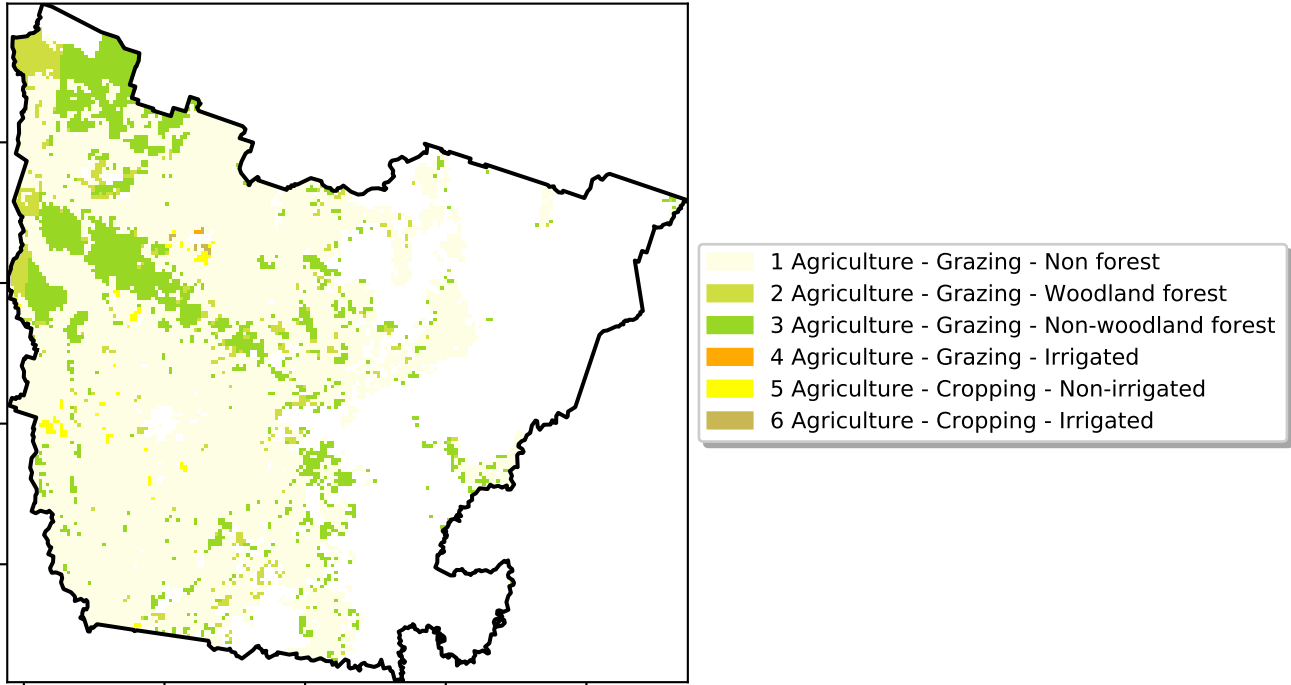 1 Agriculture - Grazing - Non forest
2 Agriculture - Grazing - Woodland forest
3 Agriculture - Grazing - Non-woodland forest
4 Agriculture - Grazing - Irrigated
5 Agriculture - Cropping - Non-irrigated
6 Agriculture - Cropping - Irrigated